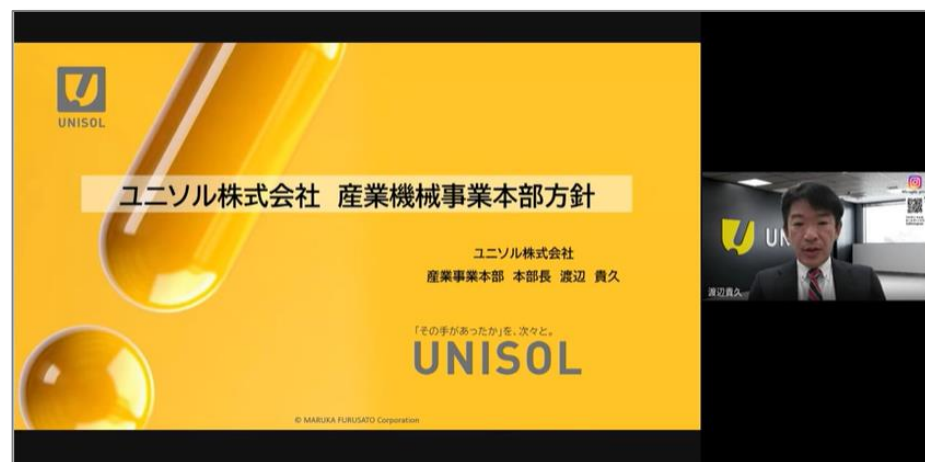 UNISOL
ユニソル株式会社 産業機械事業本部方針
ユニソル株式会社
産業事業本部 本部長 渡辺 貴久
「その手があったか」を、次々と。
UNISOL
© MARUKA FURUSATO Corporation
UN
渡辺貴久